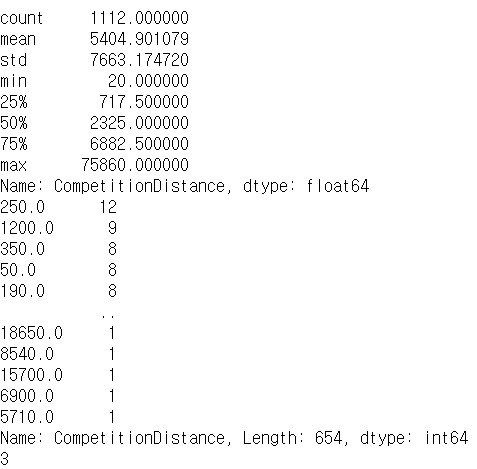 count 1112.000000
mean 5404.901079
std 7663.174720
min 20.000000
25% 717.500000
50% 2325.000000
75% 6882.500000
max 75860.000000
Name: CompetitionDistance, dtype: float64
250.0 12
1200.0 9
350.0 8
50.0 8
190.0 8
..
18650.0 1
8540.0 1
15700.0 1
6900.0 1
5710.0 1
Name: CompetitionDistance, Length: 654, dtype: int64
3